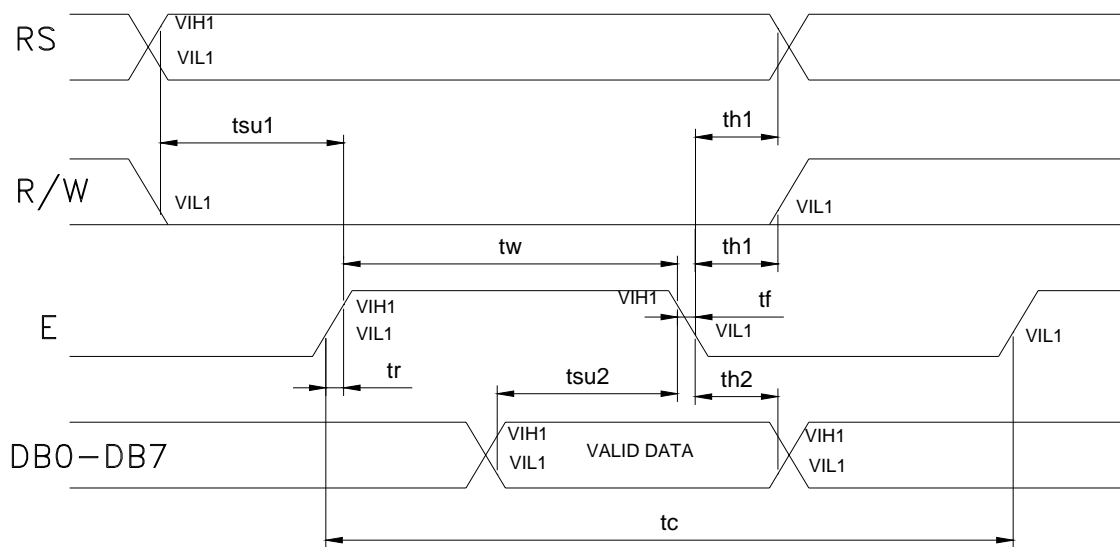 RS
VIH1
VIL1
tsu1
th1
R/W
VIL1
VIL1
tw
th1
E
VIH1
VIL1
VIH1
tf
VIL1
VIL1
tr
tsu2
th2
DB0-DB7
VIH1
VIL1
VALID DATA
VIH1
VIL1
tc